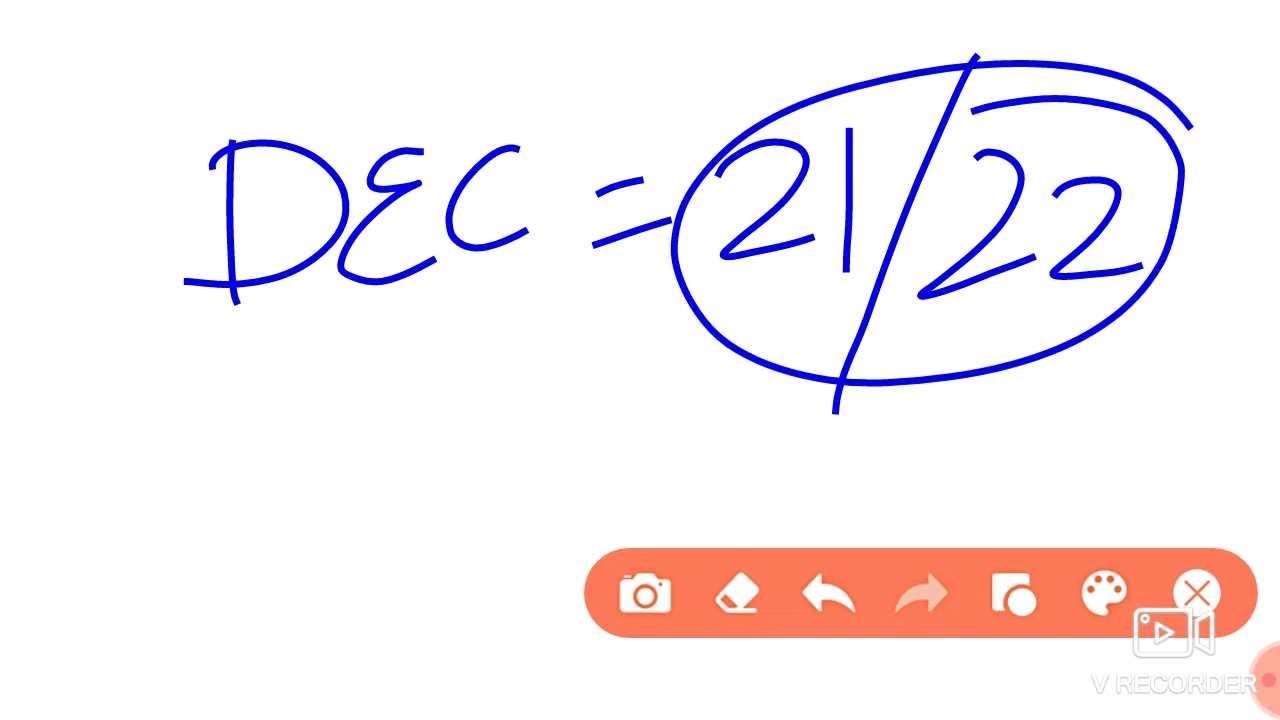 DEC = 21/22
V RECORDER